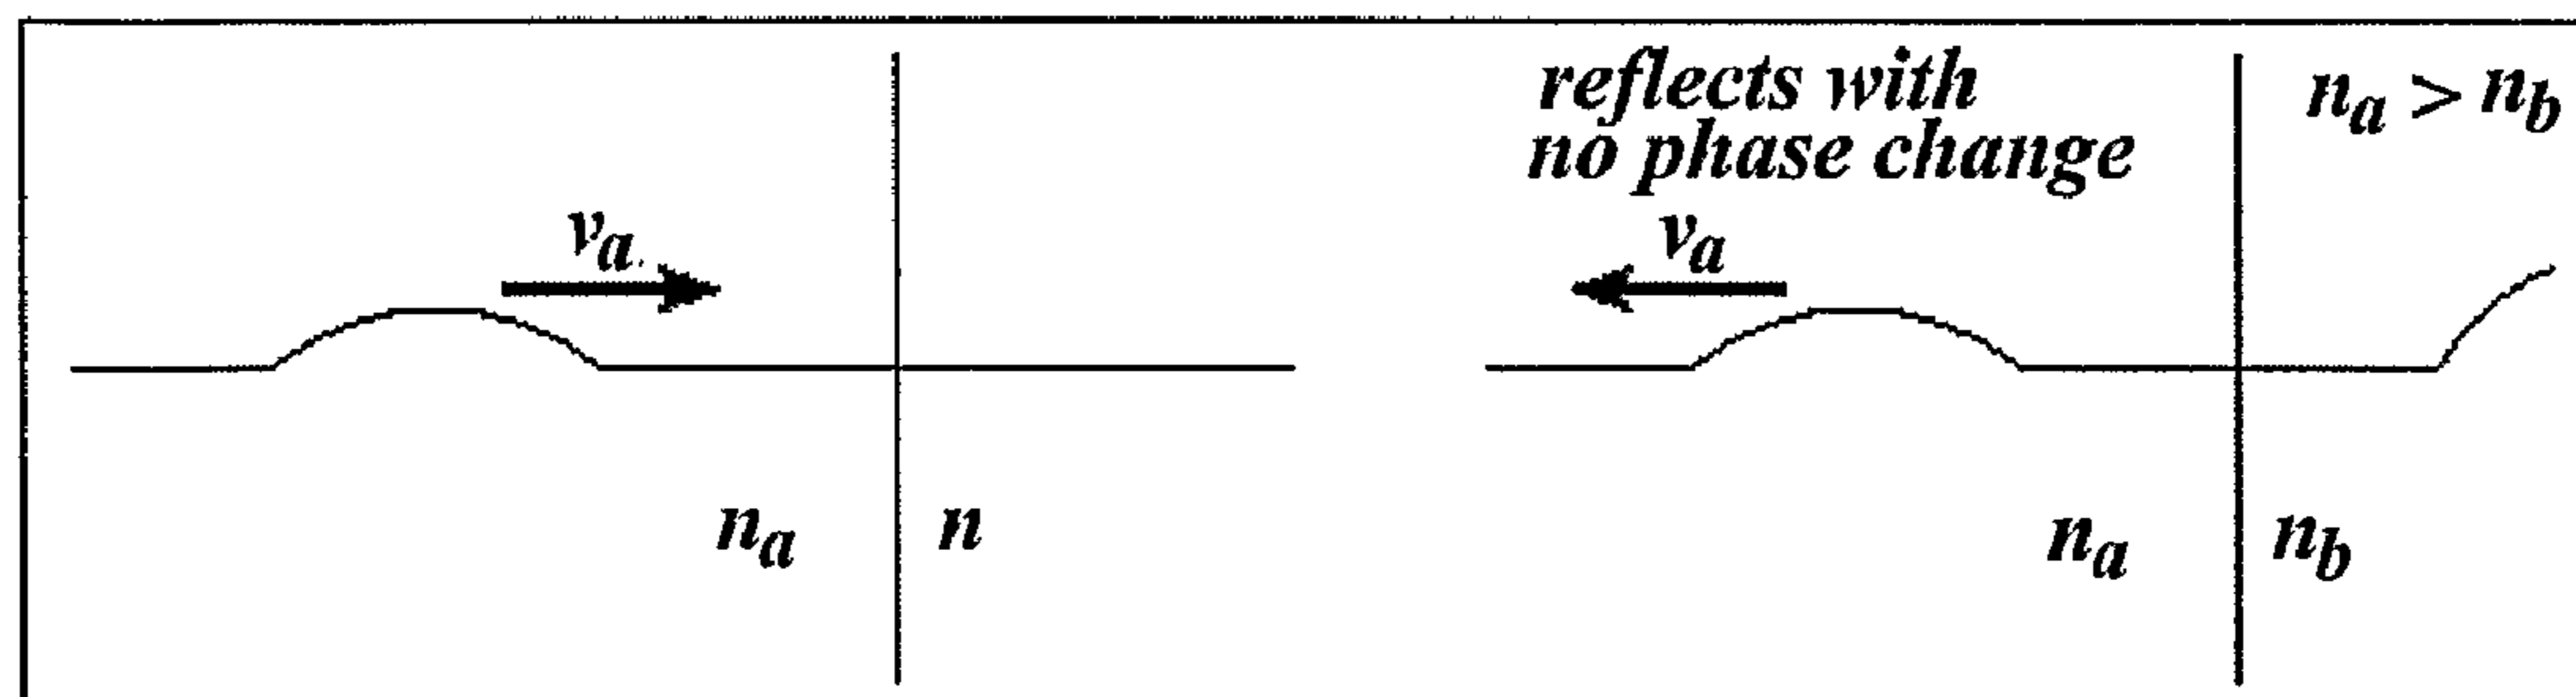 reflects with
no phase change
n_a > n_b
v_a
v_a
n_a
n
n_a
n_b